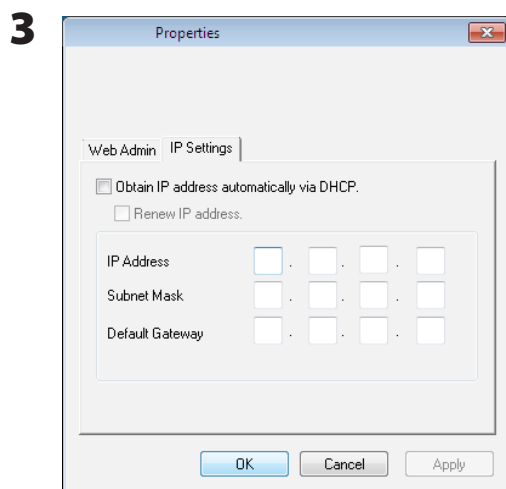 3
Properties
Web Admin IP Settings
Obtain IP address automatically via DHCP.
Renew IP address.
IP Address . . .
Subnet Mask . . .
Default Gateway . . .
OK Cancel Apply